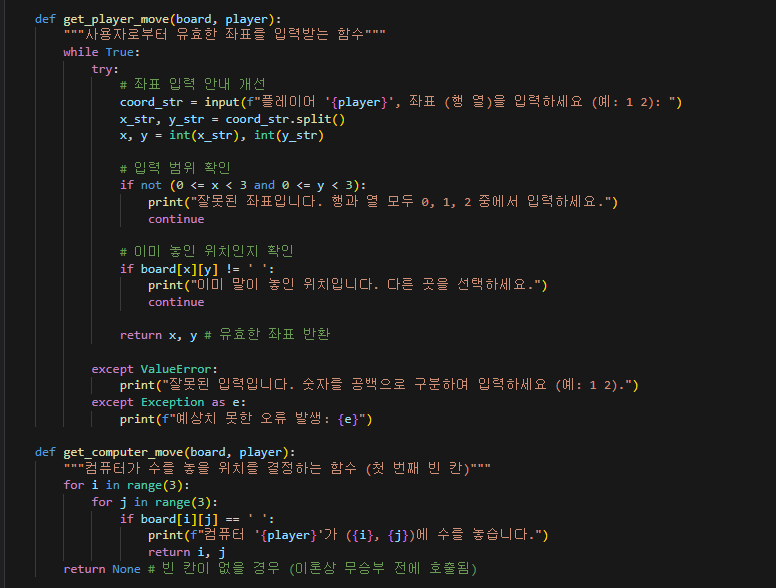 def get_player_move(board, player):
    """사용자로부터 유효한 좌표를 입력받는 함수"""
    while True:
        try:
            # 좌표 입력 안내 개선
            coord_str = input(f"플레이어 '{player}', 좌표 (행 열)을 입력하세요 (예: 1 2): ")
            x_str, y_str = coord_str.split()
            x, y = int(x_str), int(y_str)

            # 입력 범위 확인
            if not (0 <= x < 3 and 0 <= y < 3):
                print("잘못된 좌표입니다. 행과 열 모두 0, 1, 2 중에서 입력하세요.")
                continue

            # 이미 놓인 위치인지 확인
            if board[x][y] != ' ':
                print("이미 말이 놓인 위치입니다. 다른 곳을 선택하세요.")
                continue

            return x, y # 유효한 좌표 반환

        except ValueError:
            print("잘못된 입력입니다. 숫자를 공백으로 구분하여 입력하세요 (예: 1 2).")
        except Exception as e:
            print(f"예상치 못한 오류 발생: {e}")

def get_computer_move(board, player):
    """컴퓨터가 수를 놓을 위치를 결정하는 함수 (첫 번째 빈 칸)"""
    for i in range(3):
        for j in range(3):
            if board[i][j] == ' ':
                print(f"컴퓨터 '{player}'가 ({i}, {j})에 수를 놓습니다.")
                return i, j
    return None # 빈 칸이 없을 경우 (이론상 무승부 전에 호출됨)